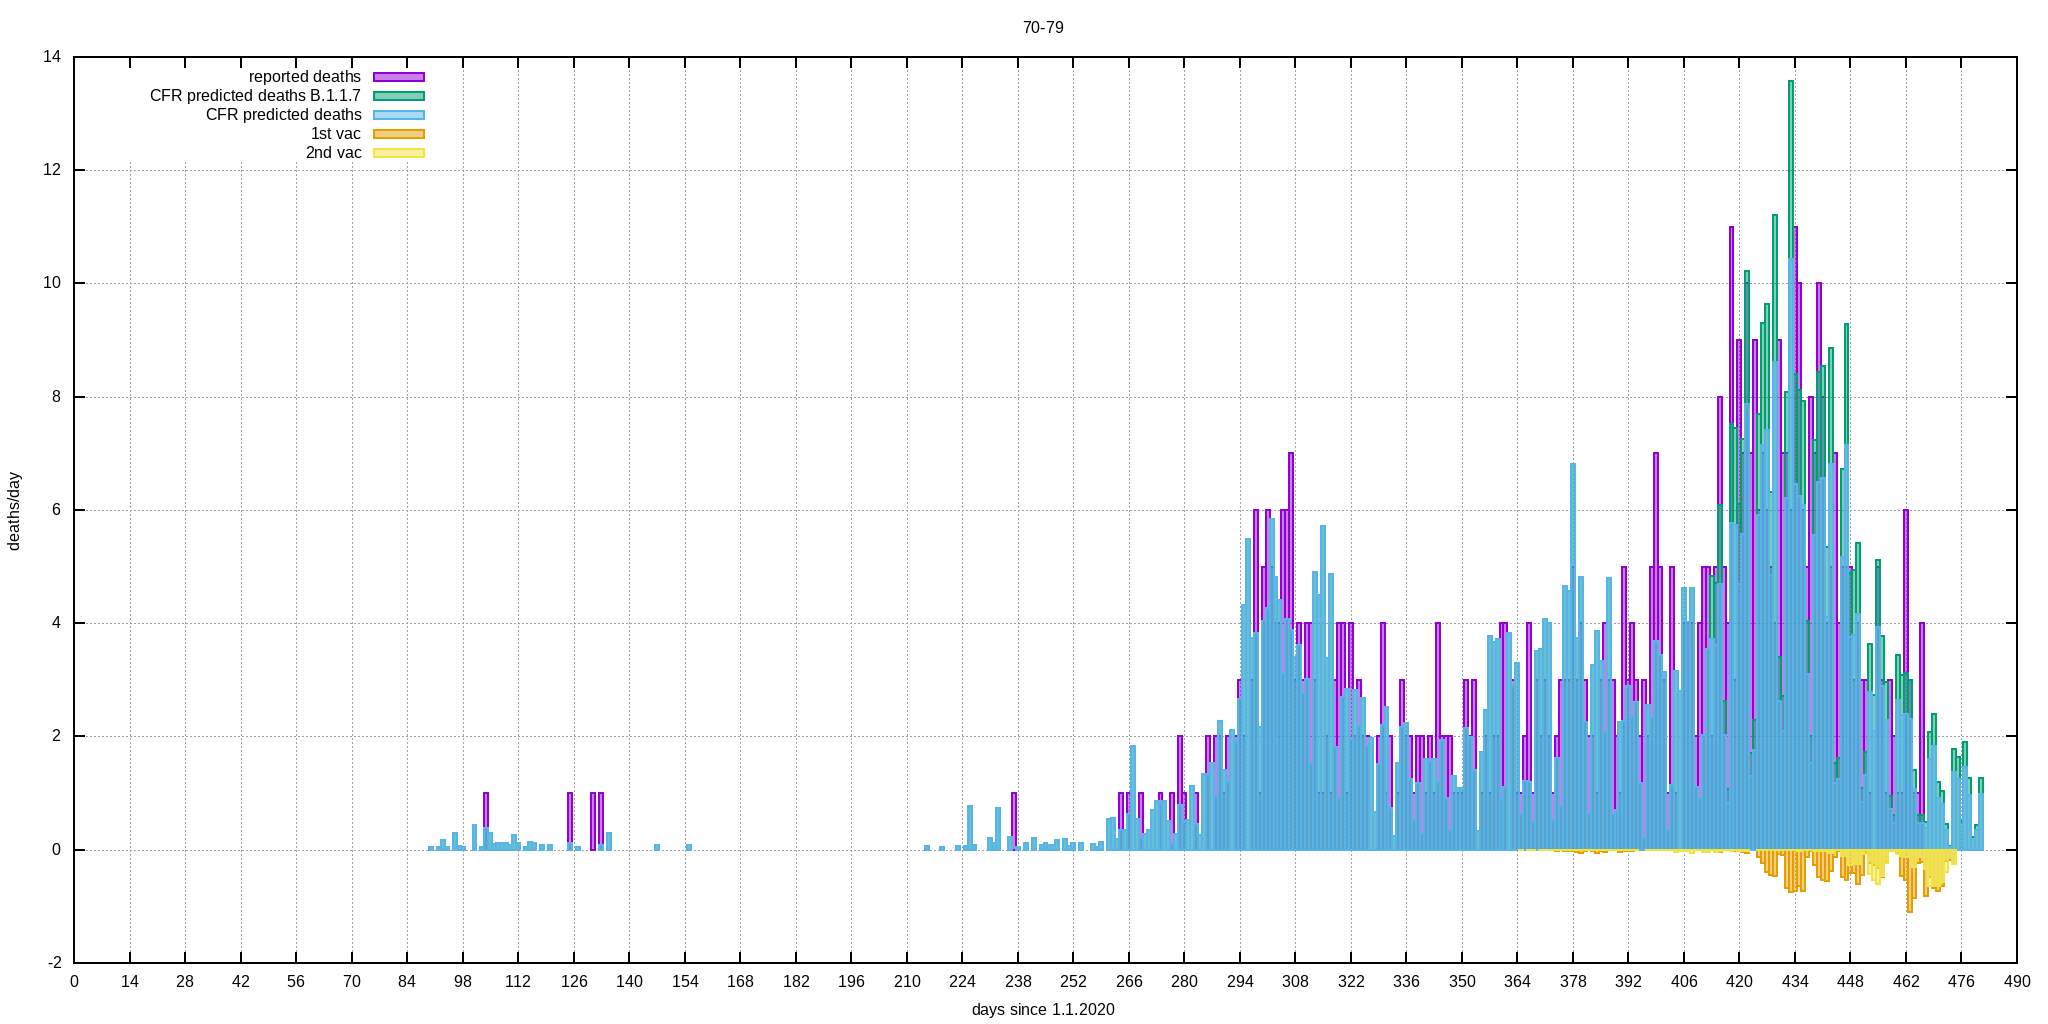 70-79
14
12
10
8
6
4
2
0
-2
deaths/day
reported deaths
CFR predicted deaths B.1.1.7
CFR predicted deaths
1st vac
2nd vac
0 14 28 42 56 70 84 98 112 126 140 154 168 182 196 210 224 238 252 266 280 294 308 322 336 350 364 378 392 406 420 434 448 462 476 490
days since 1.1.2020